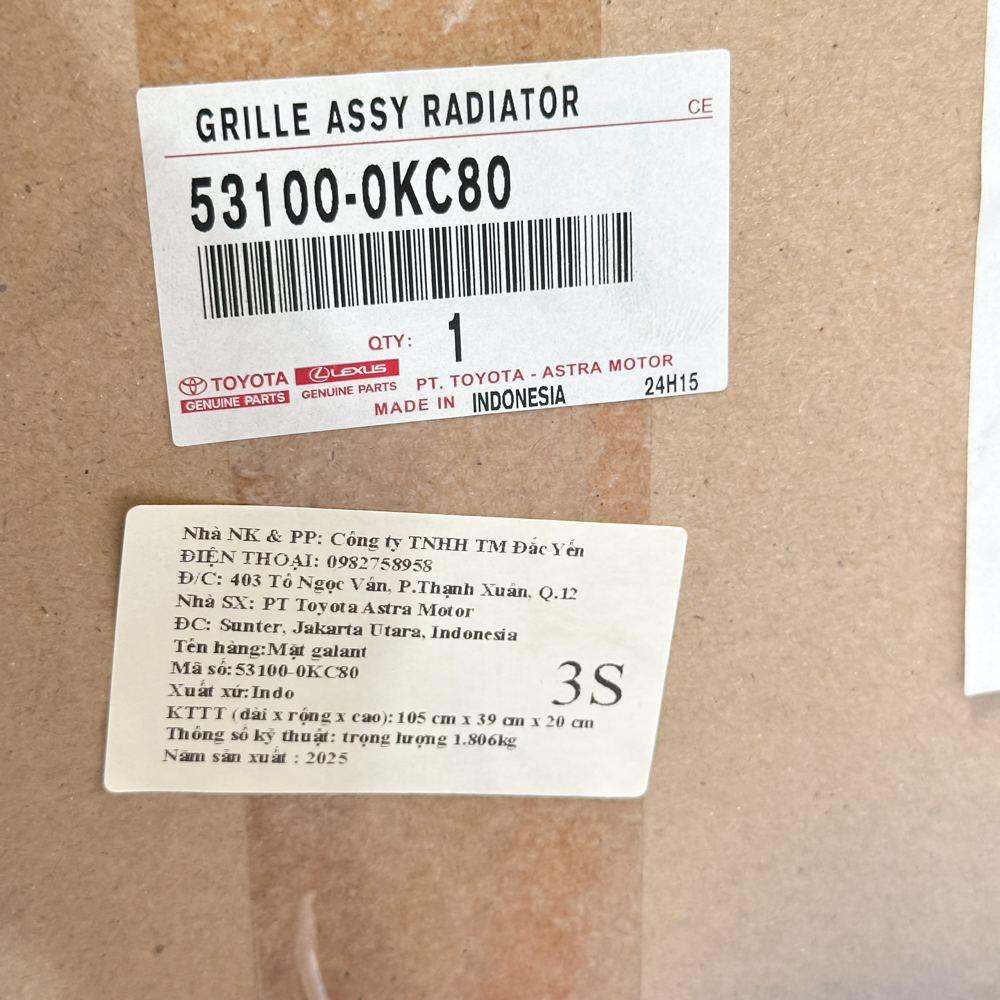 GRILLE ASSY RADIATOR
CE
53100-0KC80
QTY: 1
TOYOTA
GENUINE PARTS
LEXUS
GENUINE PARTS
PT. TOYOTA - ASTRA MOTOR
MADE IN INDONESIA
24H15
Nhà NK & PP: Công ty TNHH TM Đắc Yến
ĐIỆN THOẠI: 0982758958
Đ/C: 403 Tô Ngọc Vân, P.Thạnh Xuân, Q.12
Nhà SX: PT Toyota Astra Motor
ĐC: Sunter, Jakarta Utara, Indonesia
Tên hàng:Mặt galant
Mã số:53100-0KC80
Xuất xứ:Indo
3S
KTTT (dài x rộng x cao): 105 cm x 39 cm x 20 cm
Thông số kỹ thuật: trọng lượng 1.806kg
Năm sản xuất : 2025